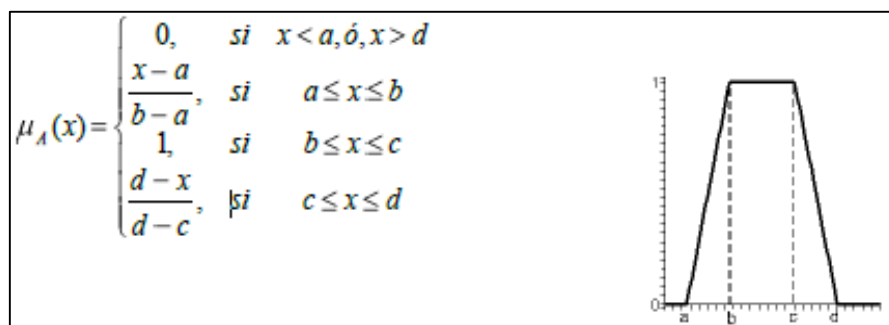 0, si x < a, ó, x > d
x − a / b − a, si a ≤ x ≤ b
μ_A(x) =
1, si b ≤ x ≤ c
d − x / d − c, si c ≤ x ≤ d
1
0
a b c d